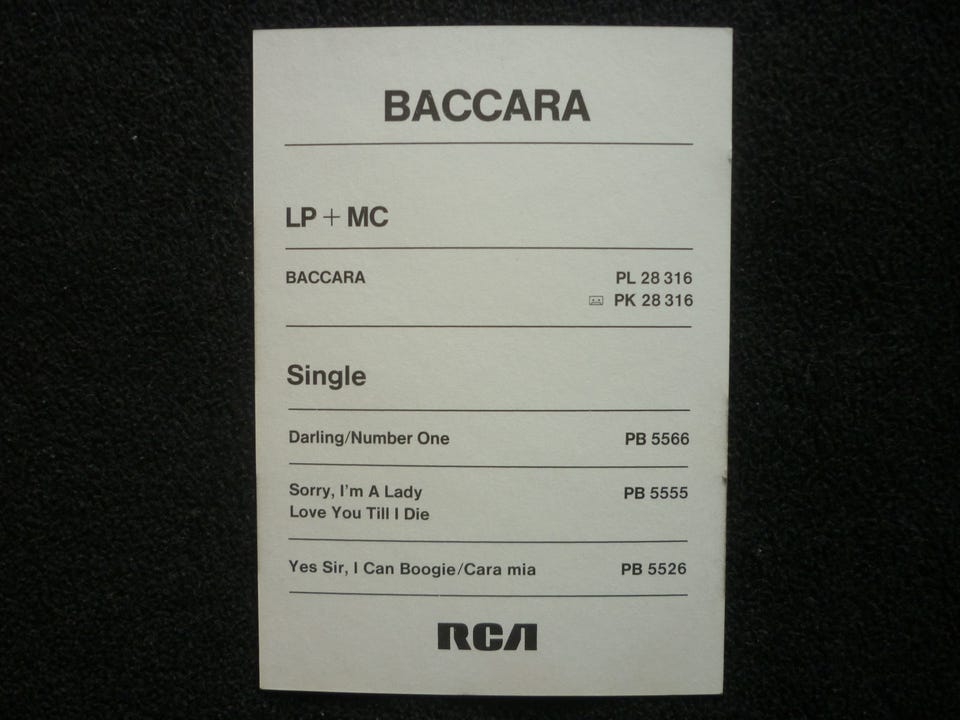 BACCARA
LP + MC
BACCARA PL 28 316
PK 28 316
Single
Darling/Number One PB 5566
Sorry, I'm A Lady PB 5555
Love You Till I Die
Yes Sir, I Can Boogie/Cara mia PB 5526
RCA